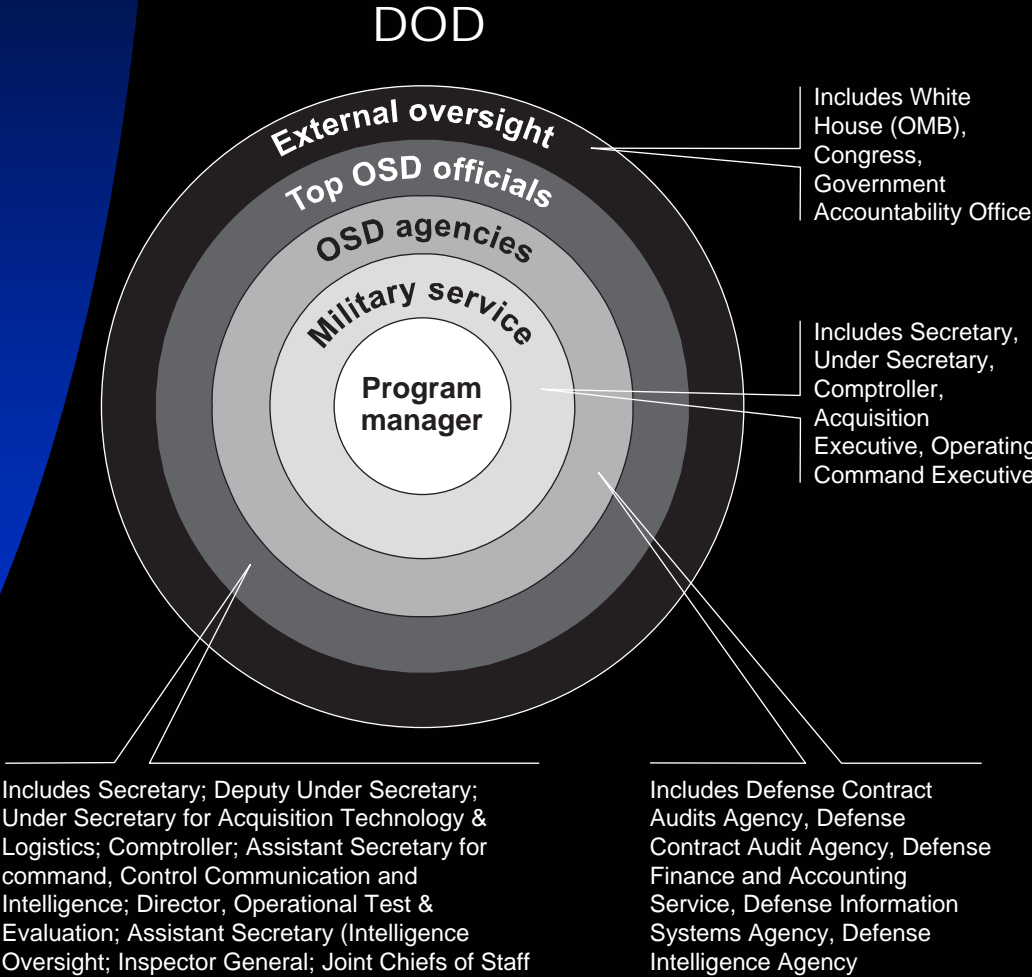 DOD
External oversight
Top OSD officials
OSD agencies
Military service
Program
manager
Includes White
House (OMB),
Congress,
Government
Accountability Office
Includes Secretary,
Under Secretary,
Comptroller,
Acquisition
Executive, Operating
Command Executive
Includes Secretary; Deputy Under Secretary;
Under Secretary for Acquisition Technology &
Logistics; Comptroller; Assistant Secretary for
command, Control Communication and
Intelligence; Director, Operational Test &
Evaluation; Assistant Secretary (Intelligence
Oversight; Inspector General; Joint Chiefs of Staff
Includes Defense Contract
Audits Agency, Defense
Contract Audit Agency, Defense
Finance and Accounting
Service, Defense Information
Systems Agency, Defense
Intelligence Agency